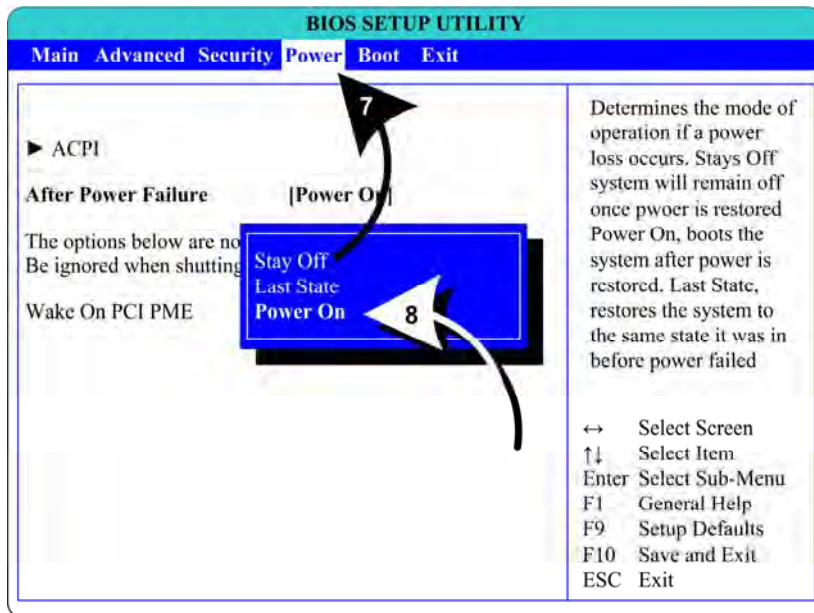 BIOS SETUP UTILITY
Main Advanced Security Power Boot Exit
7
► ACPI
After Power Failure [Power On]
The options below are no
Be ignored when shutting
Wake On PCI PME
Stay Off
Last State
Power On
8
Determines the mode of
operation if a power
loss occurs. Stays Off
system will remain off
once pwoer is restored
Power On, boots the
system after power is
restored. Last State,
restores the system to
the same state it was in
before power failed
↔ Select Screen
↑↓ Select Item
Enter Select Sub-Menu
F1 General Help
F9 Setup Defaults
F10 Save and Exit
ESC Exit